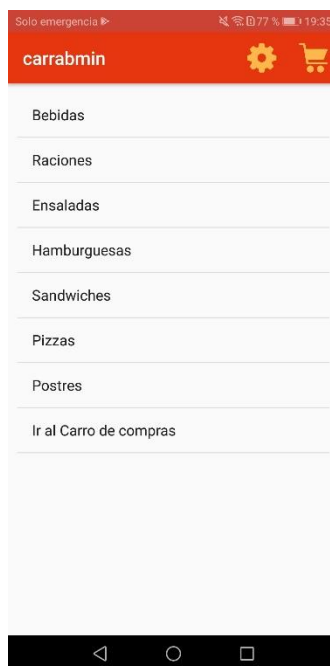 Solo emergencia 77 % 19:35
carrabmin
Bebidas
Raciones
Ensaladas
Hamburguesas
Sandwiches
Pizzas
Postres
Ir al Carro de compras